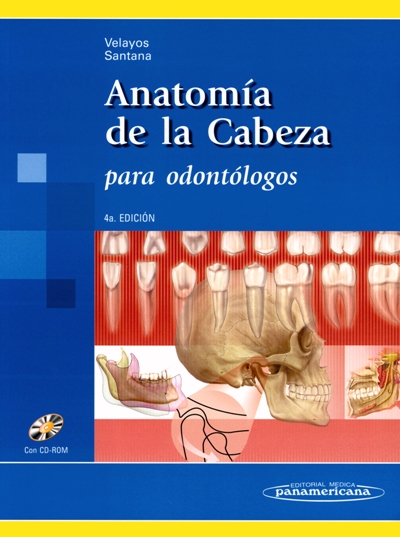 Velayos
Santana
Anatomía
de la Cabeza
para odontólogos
4a. EDICIÓN
Con CD-ROM
EDITORIAL MEDICA
panamericana